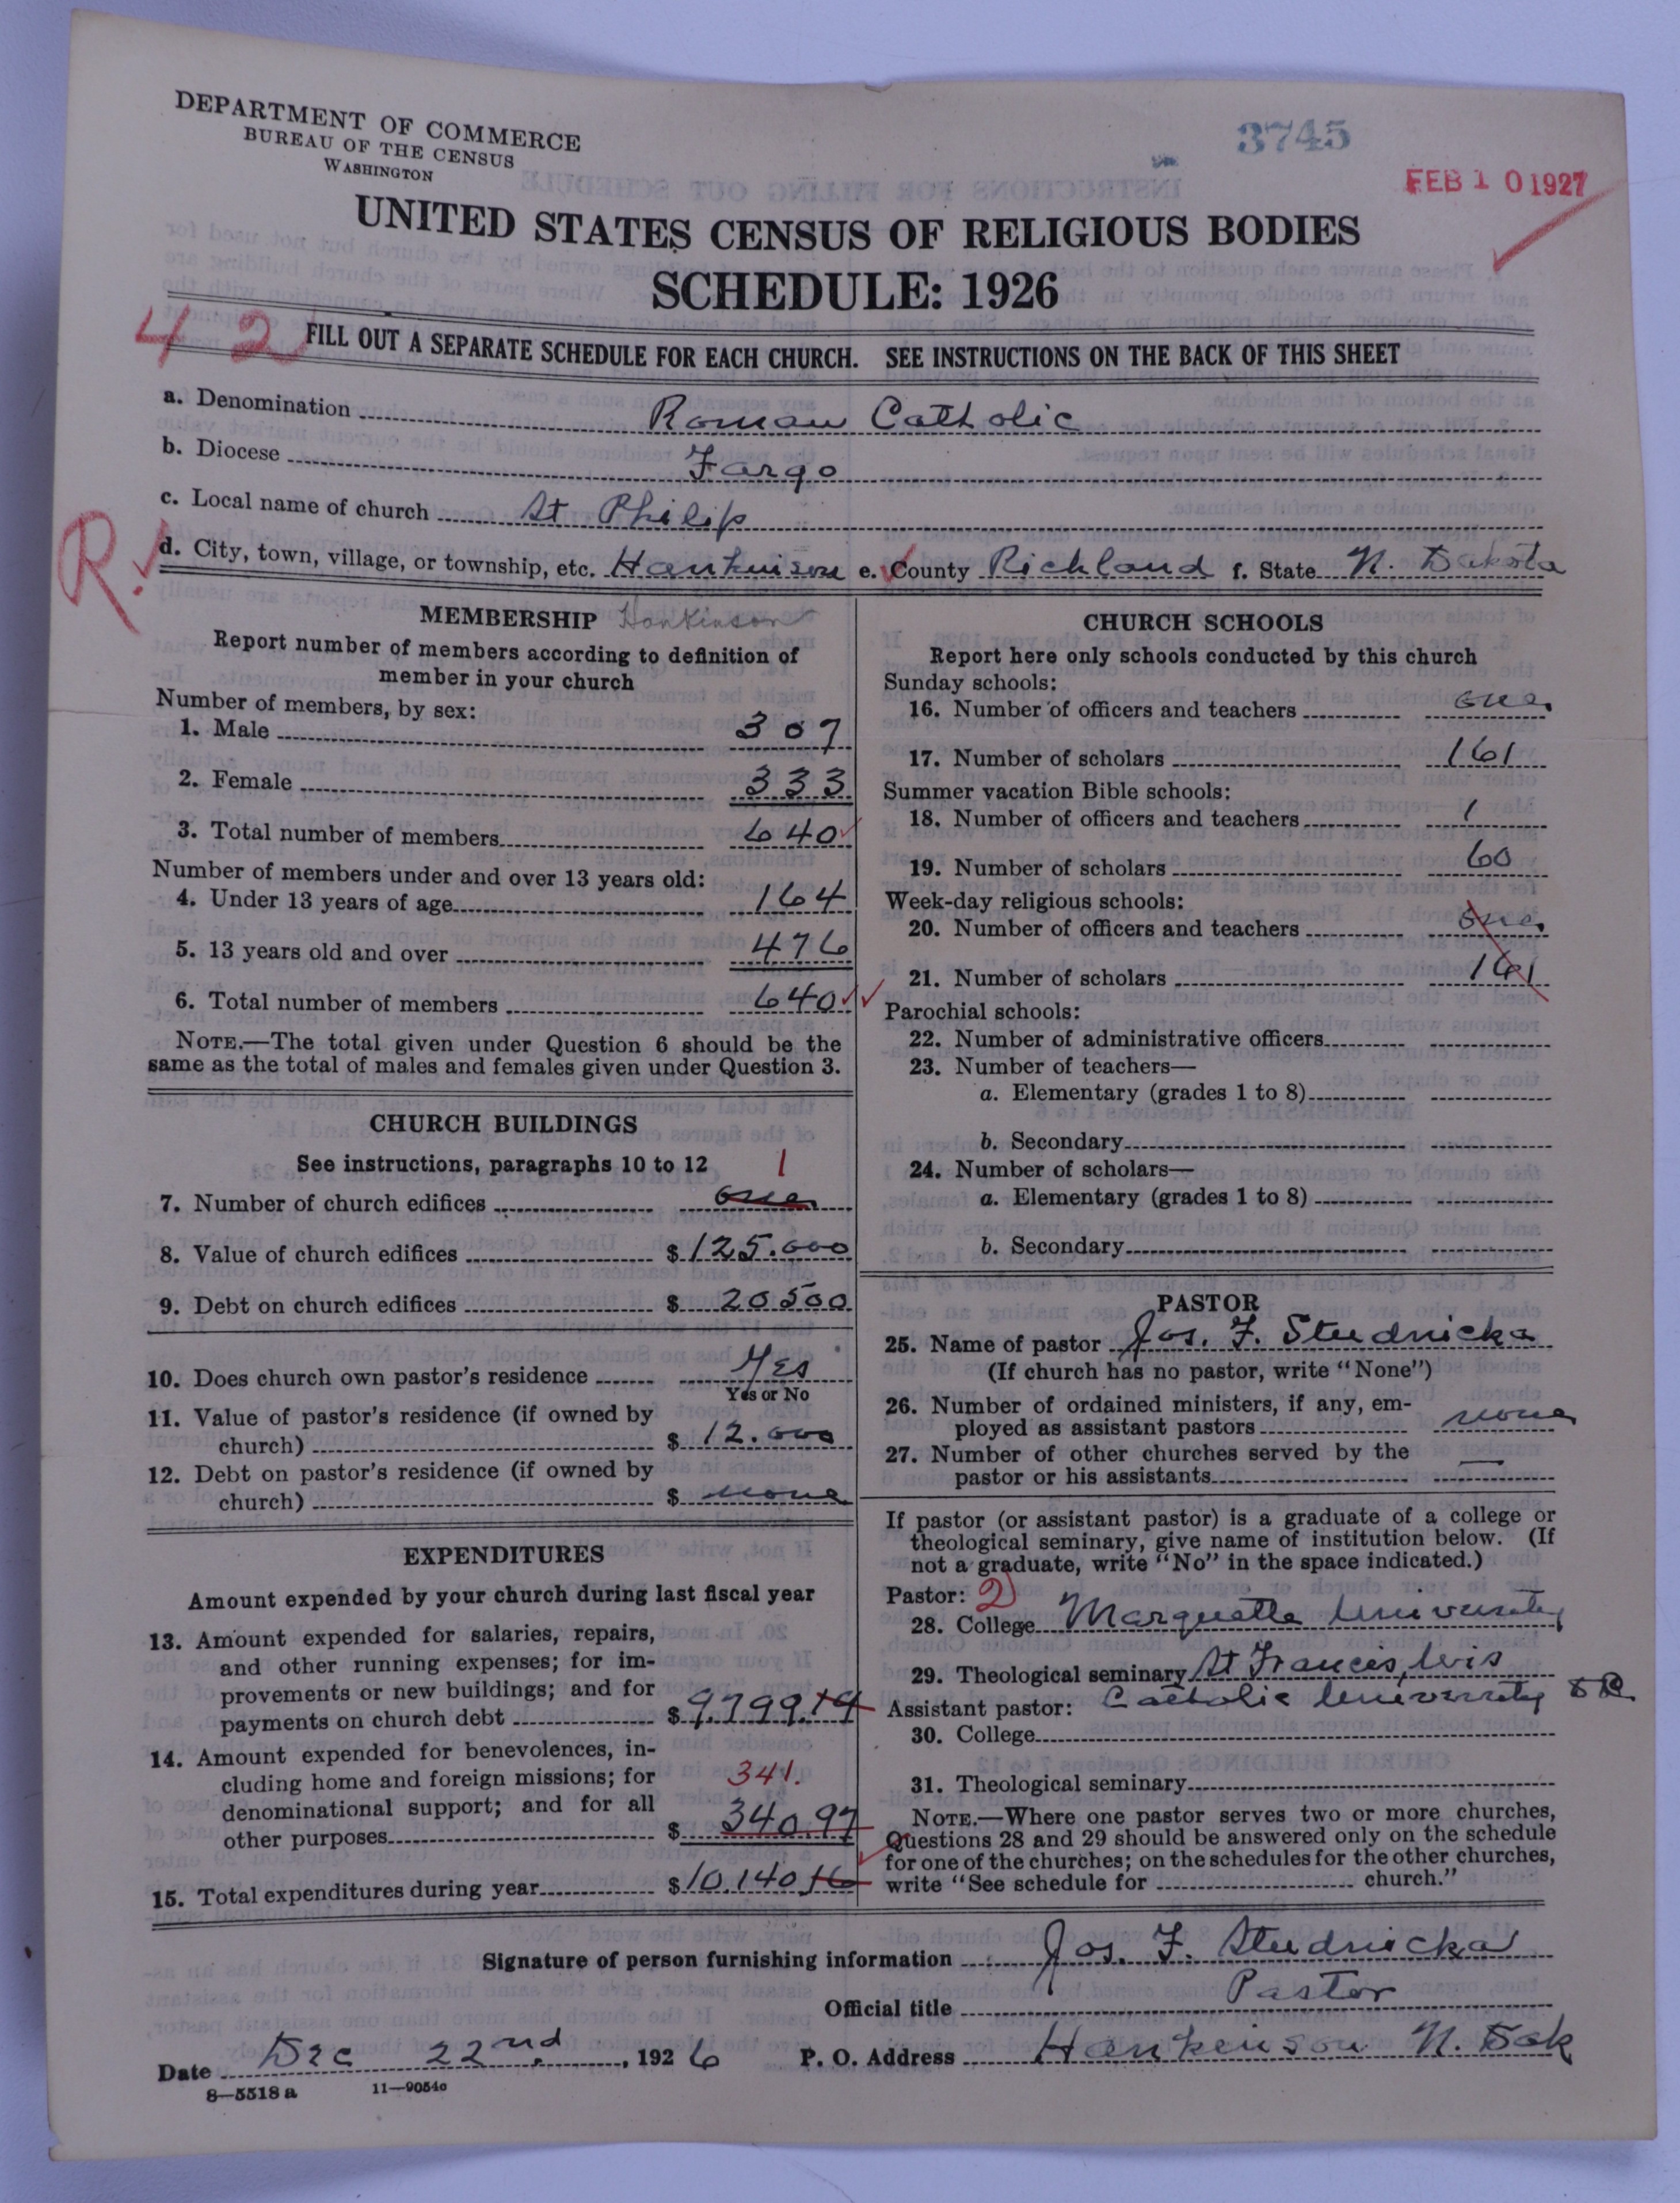 DEPARTMENT OF COMMERCE
BUREAU OF THE CENSUS
WASHINGTON
3745
FEB 10 1927
UNITED STATES CENSUS OF RELIGIOUS BODIES
SCHEDULE: 1926
4 2
FILL OUT A SEPARATE SCHEDULE FOR EACH CHURCH. SEE INSTRUCTIONS ON THE BACK OF THIS SHEET
a. Denomination Roman Catholic
b. Diocese Fargo
c. Local name of church St Philip
R.
d. City, town, village, or township, etc. Hankinson e. County Richland f. State N. Dakota
MEMBERSHIP Hankinson
Report number of members according to definition of
member in your church
Number of members, by sex:
1. Male 307
2. Female 333
3. Total number of members 640
Number of members under and over 13 years old:
4. Under 13 years of age 164
5. 13 years old and over 476
6. Total number of members 640
NOTE.—The total given under Question 6 should be the
same as the total of males and females given under Question 3.
CHURCH BUILDINGS
See instructions, paragraphs 10 to 12 1
7. Number of church edifices one
8. Value of church edifices $ 125.000
9. Debt on church edifices $ 20500
10. Does church own pastor's residence Yes
Yes or No
11. Value of pastor's residence (if owned by
church) $ 12.000
12. Debt on pastor's residence (if owned by
church) $ none
EXPENDITURES
Amount expended by your church during last fiscal year
13. Amount expended for salaries, repairs,
and other running expenses; for im-
provements or new buildings; and for
payments on church debt $ 9.799.19
14. Amount expended for benevolences, in-
cluding home and foreign missions; for 341.
denominational support; and for all
other purposes $ 340.97
15. Total expenditures during year $ 10.140 16
CHURCH SCHOOLS
Report here only schools conducted by this church
Sunday schools:
16. Number of officers and teachers one
17. Number of scholars 161
Summer vacation Bible schools:
18. Number of officers and teachers 1
19. Number of scholars 60
Week-day religious schools:
20. Number of officers and teachers one
21. Number of scholars 161
Parochial schools:
22. Number of administrative officers
23. Number of teachers—
a. Elementary (grades 1 to 8)
b. Secondary
24. Number of scholars—
a. Elementary (grades 1 to 8)
b. Secondary
PASTOR
25. Name of pastor Jos. F. Studnicka
(If church has no pastor, write "None")
26. Number of ordained ministers, if any, em-
ployed as assistant pastors none
27. Number of other churches served by the
pastor or his assistants —
If pastor (or assistant pastor) is a graduate of a college or
theological seminary, give name of institution below. (If
not a graduate, write "No" in the space indicated.)
Pastor: 2
28. College Marquette University
29. Theological seminary St Francis, Wis
Assistant pastor: Catholic University
30. College
31. Theological seminary
NOTE.—Where one pastor serves two or more churches,
Questions 28 and 29 should be answered only on the schedule
for one of the churches; on the schedules for the other churches,
write "See schedule for church."
Signature of person furnishing information Jos. F. Studnicka
Official title Pastor
Date Dec 22nd, 1926 P. O. Address Hankinson N. Dak
8—5518 a 11—9054a